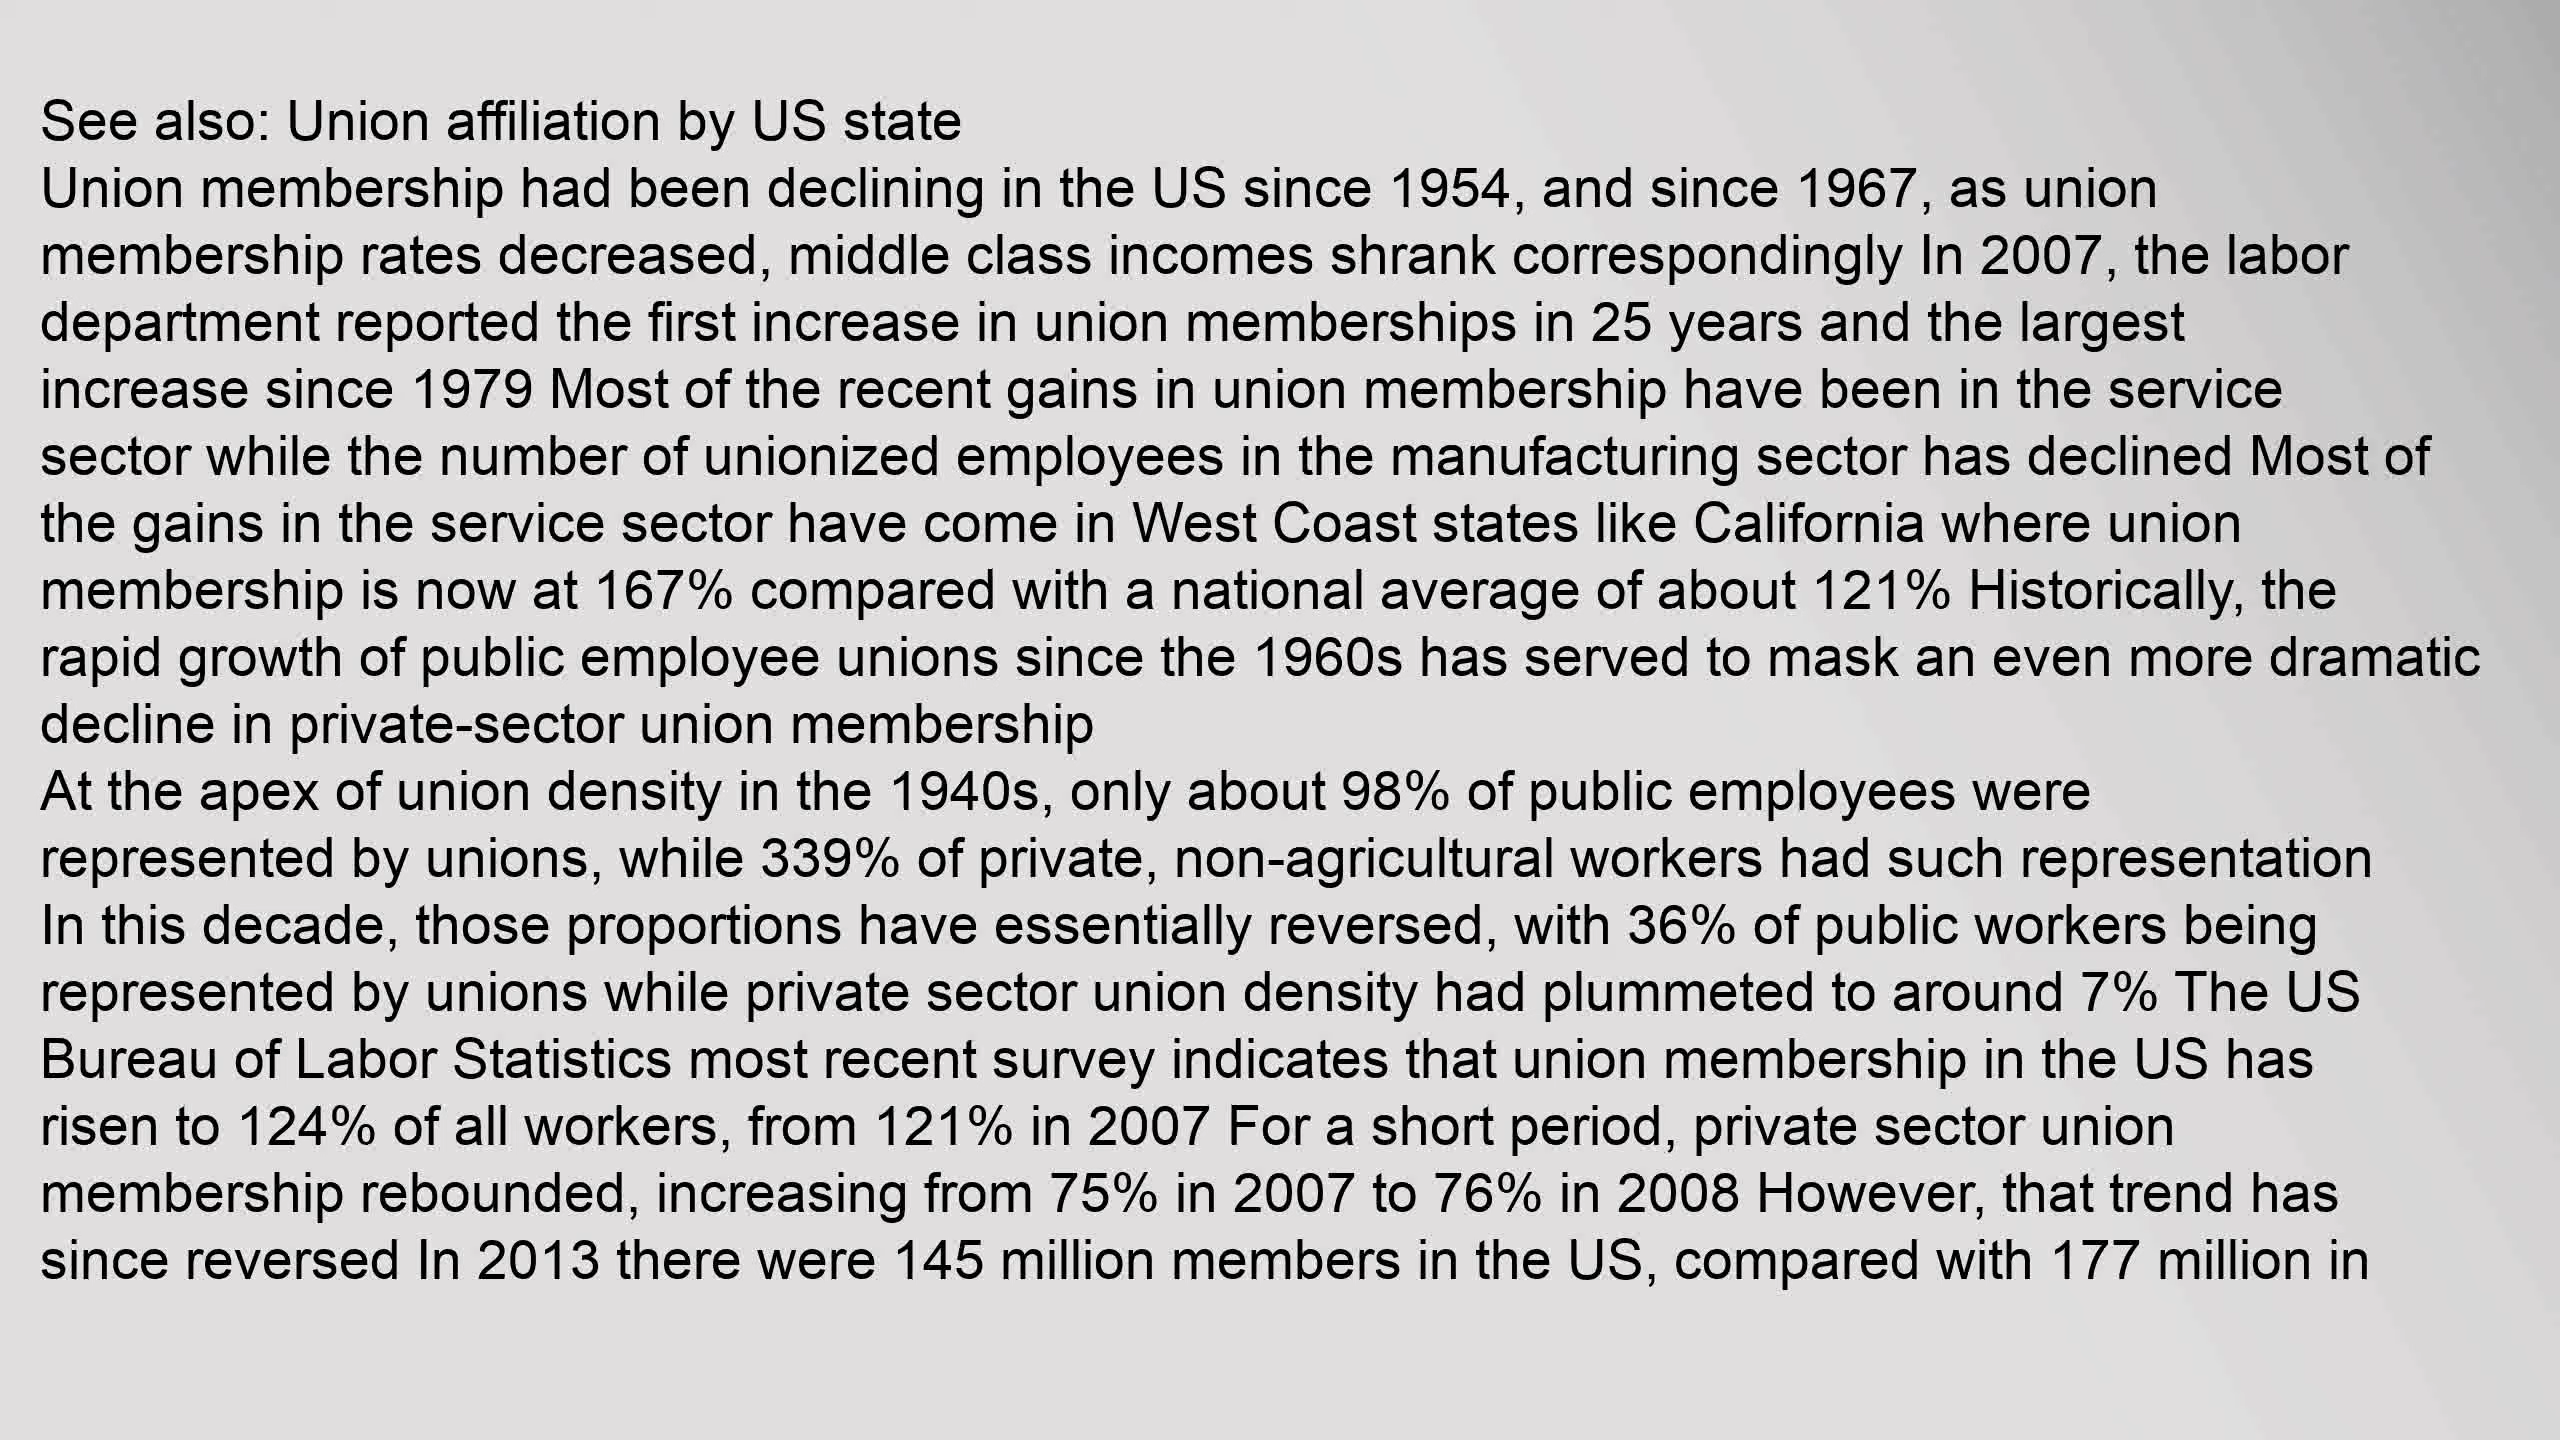 See also: Union affiliation by US state
Union membership had been declining in the US since 1954, and since 1967, as union
membership rates decreased, middle class incomes shrank correspondingly In 2007, the labor
department reported the first increase in union memberships in 25 years and the largest
increase since 1979 Most of the recent gains in union membership have been in the service
sector while the number of unionized employees in the manufacturing sector has declined Most of
the gains in the service sector have come in West Coast states like California where union
membership is now at 167% compared with a national average of about 121% Historically, the
rapid growth of public employee unions since the 1960s has served to mask an even more dramatic
decline in private-sector union membership
At the apex of union density in the 1940s, only about 98% of public employees were
represented by unions, while 339% of private, non-agricultural workers had such representation
In this decade, those proportions have essentially reversed, with 36% of public workers being
represented by unions while private sector union density had plummeted to around 7% The US
Bureau of Labor Statistics most recent survey indicates that union membership in the US has
risen to 124% of all workers, from 121% in 2007 For a short period, private sector union
membership rebounded, increasing from 75% in 2007 to 76% in 2008 However, that trend has
since reversed In 2013 there were 145 million members in the US, compared with 177 million in